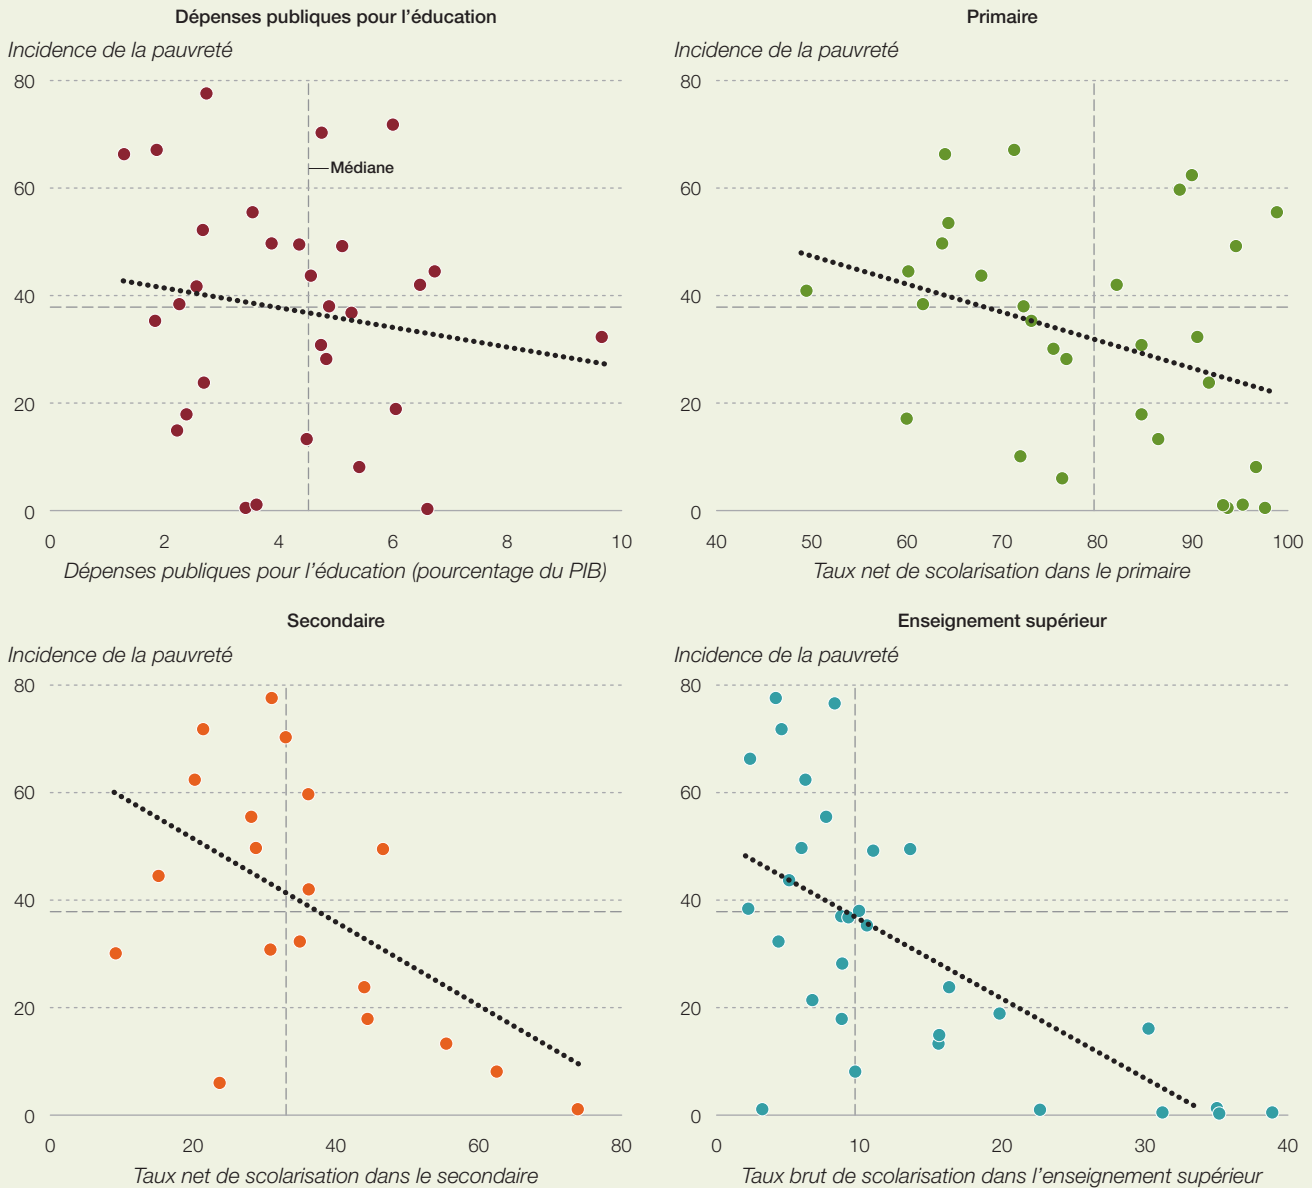 Dépenses publiques pour l’éducation
Incidence de la pauvreté
80
60
40
20
0
Médiane
0 2 4 6 8 10
Dépenses publiques pour l’éducation (pourcentage du PIB)
Primaire
Incidence de la pauvreté
80
60
40
20
0
40 50 60 70 80 90 100
Taux net de scolarisation dans le primaire
Secondaire
Incidence de la pauvreté
80
60
40
20
0
0 20 40 60 80
Taux net de scolarisation dans le secondaire
Enseignement supérieur
Incidence de la pauvreté
80
60
40
20
0
0 10 20 30 40
Taux brut de scolarisation dans l’enseignement supérieur